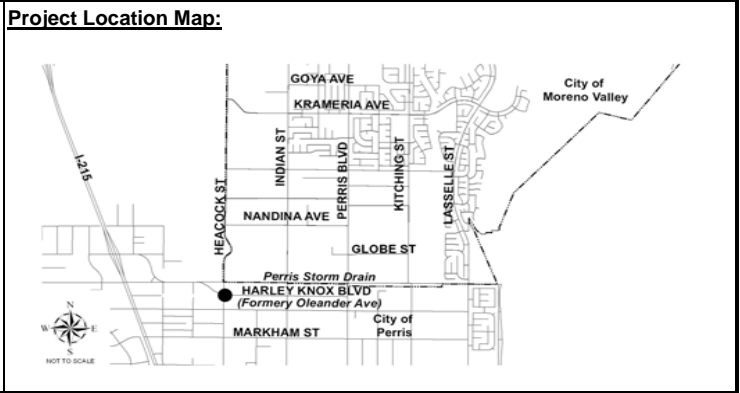 Project Location Map:
GOYA AVE
KRAMERIA AVE
City of
Moreno Valley
I-215
HEACOCK ST
INDIAN ST
PERRIS BLVD
KITCHING ST
LASSELLE ST
NANDINA AVE
GLOBE ST
Perris Storm Drain
HARLEY KNOX BLVD
(Formery Oleander Ave)
City of
Perris
MARKHAM ST
N
W
E
S
NOT TO SCALE